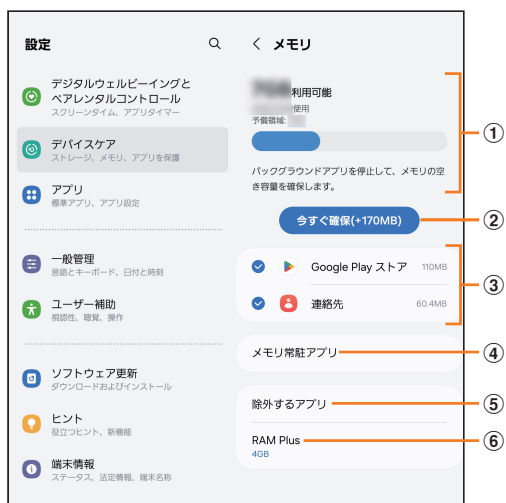 設定
デジタルウェルビーイングと
ペアレンタルコントロール
スクリーンタイム、アプリタイマー
デバイスケア
ストレージ、メモリ、アプリを保護
アプリ
標準アプリ、アプリ設定
一般管理
言語とキーボード、日付と時刻
ユーザー補助
視認性、聴覚、操作
ソフトウェア更新
ダウンロードおよびインストール
ヒント
役立つヒント、新機能
端末情報
ステータス、法定情報、端末名称
メモリ
利用可能
使用
予備領域:
バックグラウンドアプリを停止して、メモリの空
き容量を確保します。
①
今すぐ確保(+170MB)
②
Google Play ストア 110MB
連絡先 60.4MB
③
メモリ常駐アプリ
④
除外するアプリ
⑤
RAM Plus
4GB
⑥